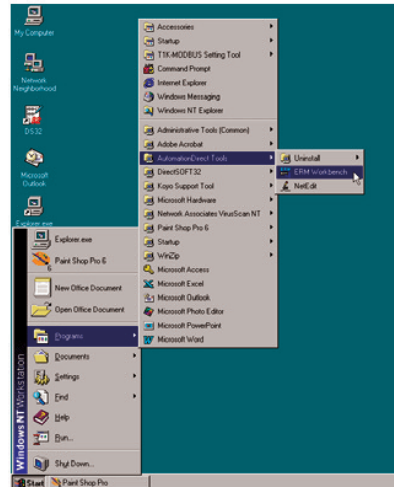 My Computer
Network
Neighborhood
DS32
Microsoft
Outlook
Explorer.exe
Accessories
Startup
T1K-MODBUS Setting Tool
Command Prompt
Internet Explorer
Windows Messaging
Windows NT Explorer
Administrative Tools (Common)
Adobe Acrobat
AutomationDirect Tools
DirectSOFT32
Koyo Support Tool
Microsoft Hardware
Network Associates VirusScan NT
Paint Shop Pro 6
Startup
WinZip
Microsoft Access
Microsoft Excel
Microsoft Outlook
Microsoft Photo Editor
Microsoft PowerPoint
Microsoft Word
Uninstall
ERM Workbench
NetEdit
Explorer.exe
Paint Shop Pro 6
New Office Document
Open Office Document
Programs
Documents
Settings
Find
Help
Run...
Shut Down...
Windows NT Workstation
Start
Paint Shop Pro